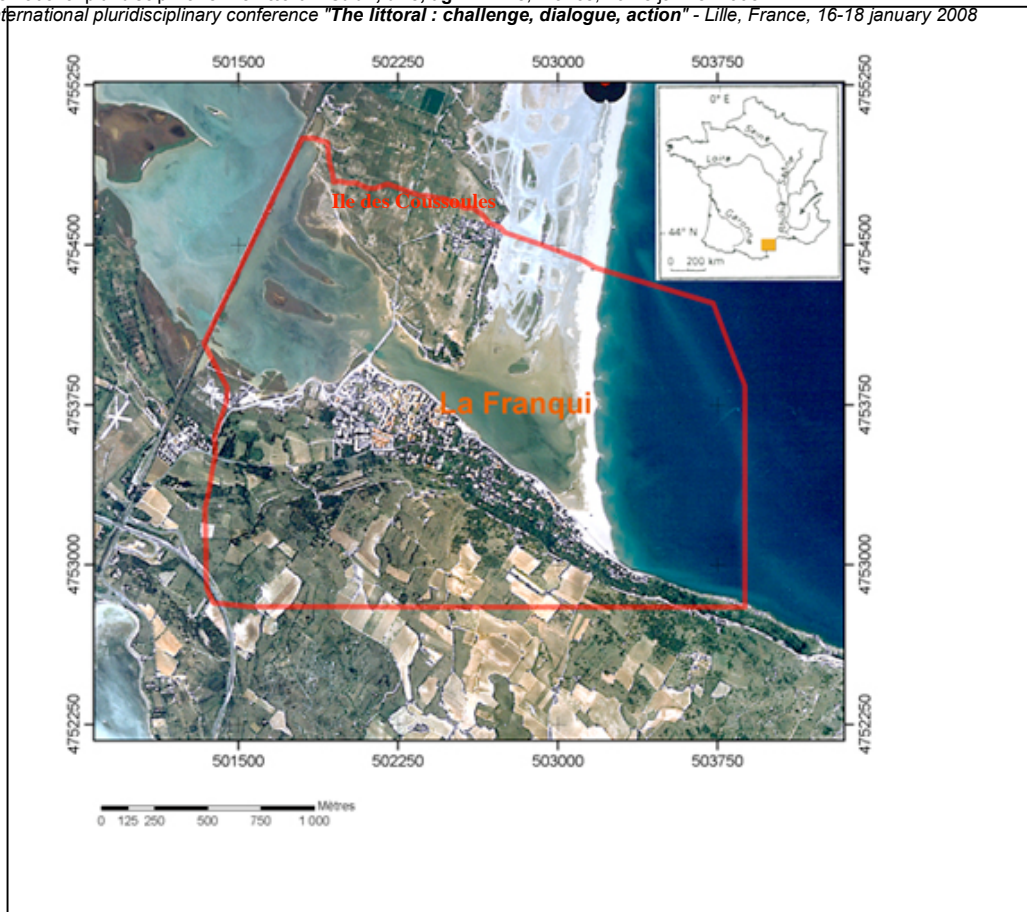 ternational pluridisciplinary conference "The littoral : challenge, dialogue, action" - Lille, France, 16-18 january 2008
501500 502250 503000 503750
4755250 4755250
0° E
Seine
Loire
Rhône
Garonne
44° N
0 200 km
Ile des Coussoules
4754500 4754500
La Franqui
4753750 4753750
4753000 4753000
4752250 4752250
501500 502250 503000 503750
Mètres
0 125 250 500 750 1 000